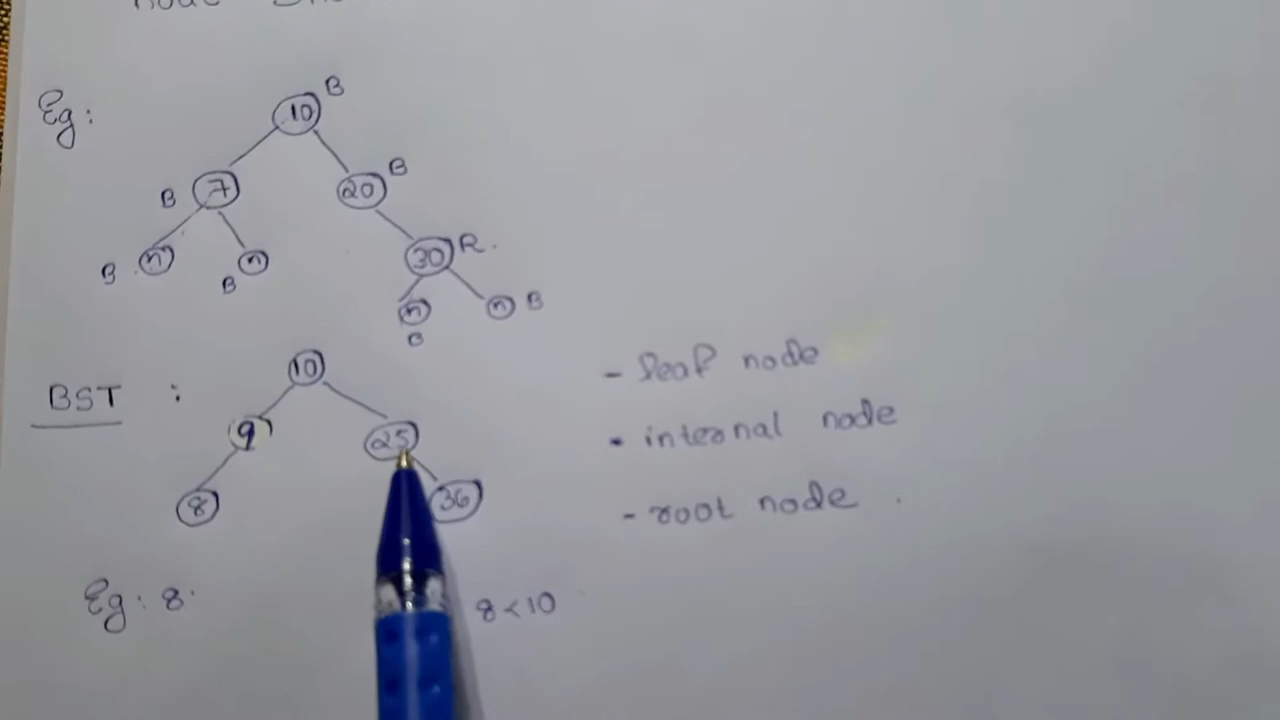 Eg:
10 B
B 7
20 B
B n
B n
30 R.
n
n B
BST :
10
9
25
8
36
- leaf node
- internal node
- root node .
Eg: 8.
8<10